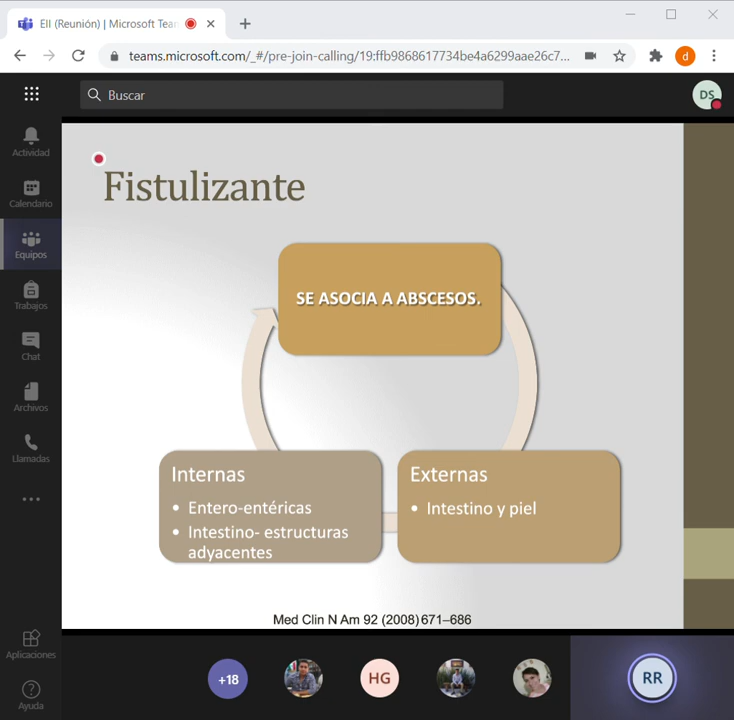 EII (Reunión) | Microsoft Tear
teams.microsoft.com/_#/pre-join-calling/19:ffb9868617734be4a6299aae26c7...
d
Buscar
DS
Actividad
Calendario
Equipos
Trabajos
Chat
Archivos
Llamadas
Aplicaciones
Ayuda
Fistulizante
SE ASOCIA A ABSCESOS.
Internas
• Entero-entéricas
• Intestino- estructuras
adyacentes
Externas
• Intestino y piel
Med Clin N Am 92 (2008) 671–686
+18
HG
RR